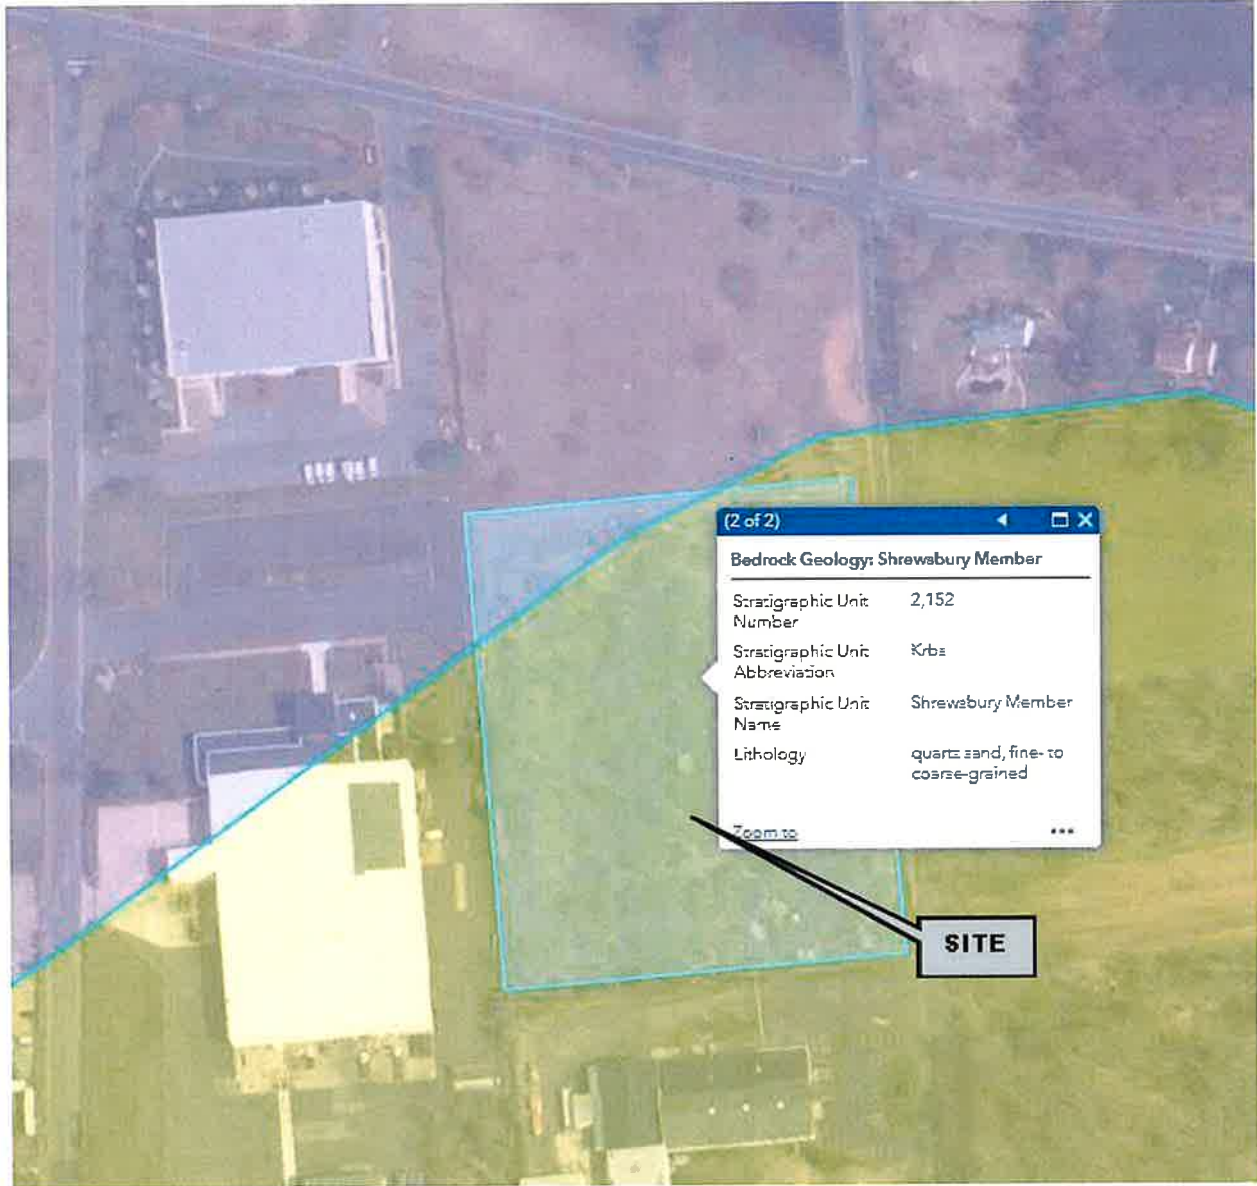 (2 of 2)
Bedrock Geology: Shrewsbury Member
Stratigraphic Unit
Number
2,152
Stratigraphic Unit
Abbreviation
Krbs
Stratigraphic Unit
Name
Shrewsbury Member
Lithology
quartz sand, fine- to
coarse-grained
Zoom to
SITE